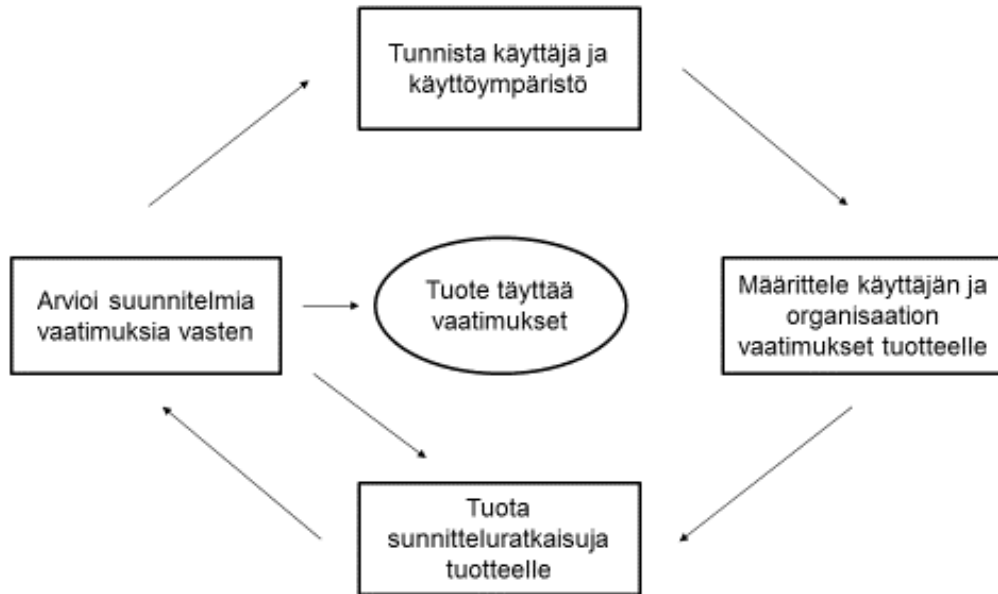 Tunnista käyttäjä ja
käyttöympäristö
Arvioi suunnitelmia
vaatimuksia vasten
Tuote täyttää
vaatimukset
Määrittele käyttäjän ja
organisaation
vaatimukset tuotteelle
Tuota
sunnitteluratkaisuja
tuotteelle